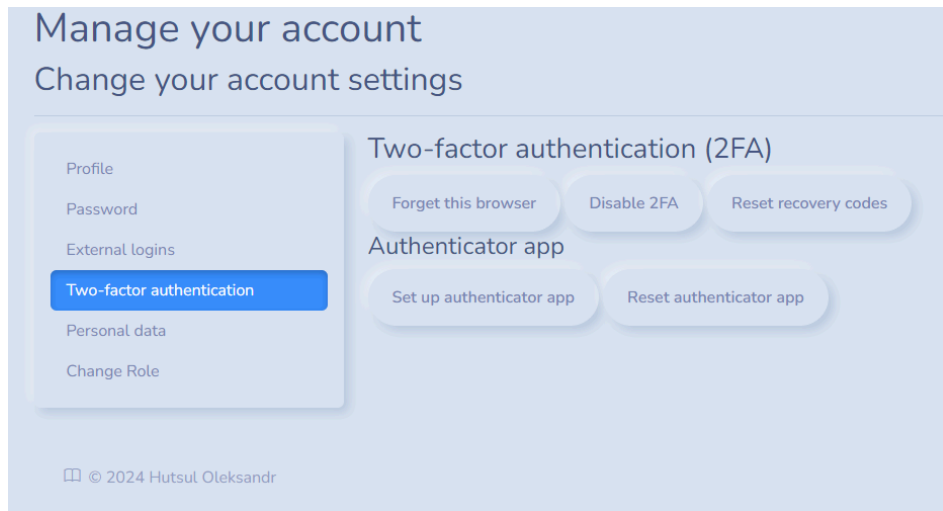 Manage your account
Change your account settings
Profile
Password
External logins
Two-factor authentication
Personal data
Change Role
Two-factor authentication (2FA)
Forget this browser Disable 2FA Reset recovery codes
Authenticator app
Set up authenticator app Reset authenticator app
© 2024 Hutsul Oleksandr